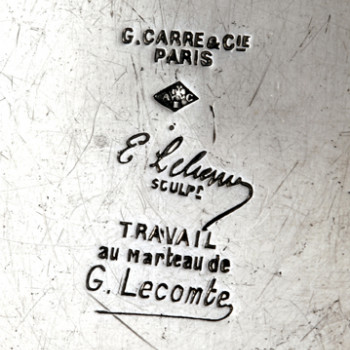 G. CARRE & CIE
PARIS
A C
E
SCULPT
TRAVAIL
au Marteau de
G. Lecomte